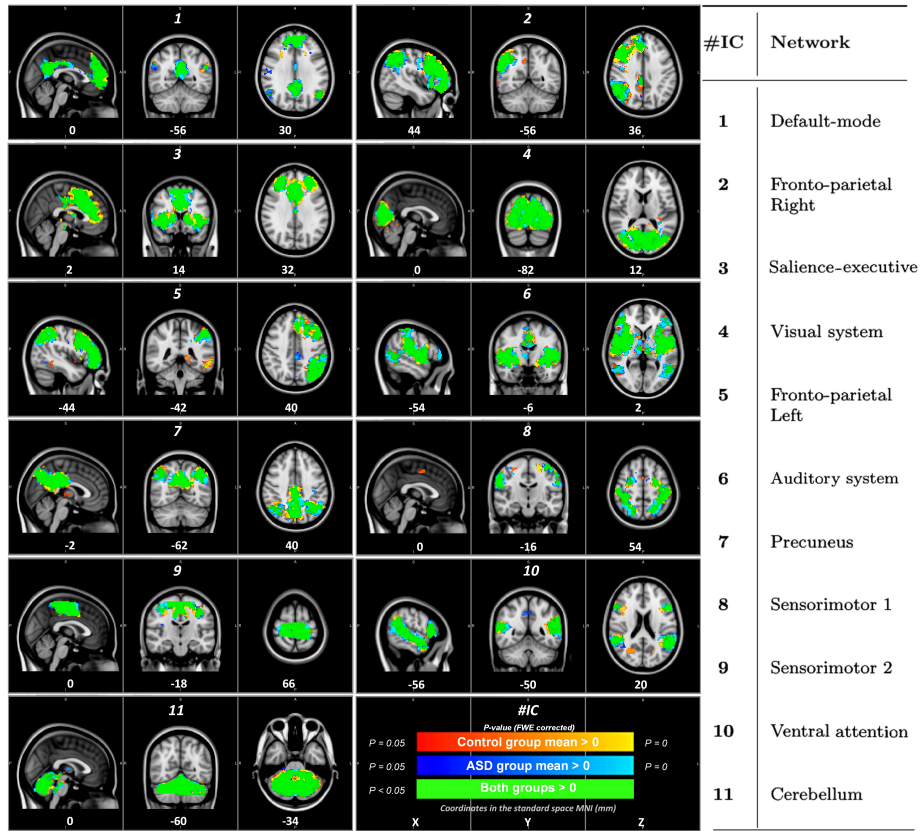 1
0
-56
30
2
44
-56
36
3
2
14
32
4
0
-82
12
5
-44
-42
40
6
-54
-6
2
7
-2
-62
40
8
0
-16
54
9
0
-18
66
10
-56
-50
20
11
0
-60
-34
#IC
P-value (FWE corrected)
P = 0.05 Control group mean > 0 P = 0
P = 0.05 ASD group mean > 0 P = 0
P < 0.05 Both groups > 0
Coordinates in the standard space MNI (mm)
X Y Z
#IC Network
1 Default-mode
2 Fronto-parietal
Right
3 Salience-executive
4 Visual system
5 Fronto-parietal
Left
6 Auditory system
7 Precuneus
8 Sensorimotor 1
9 Sensorimotor 2
10 Ventral attention
11 Cerebellum